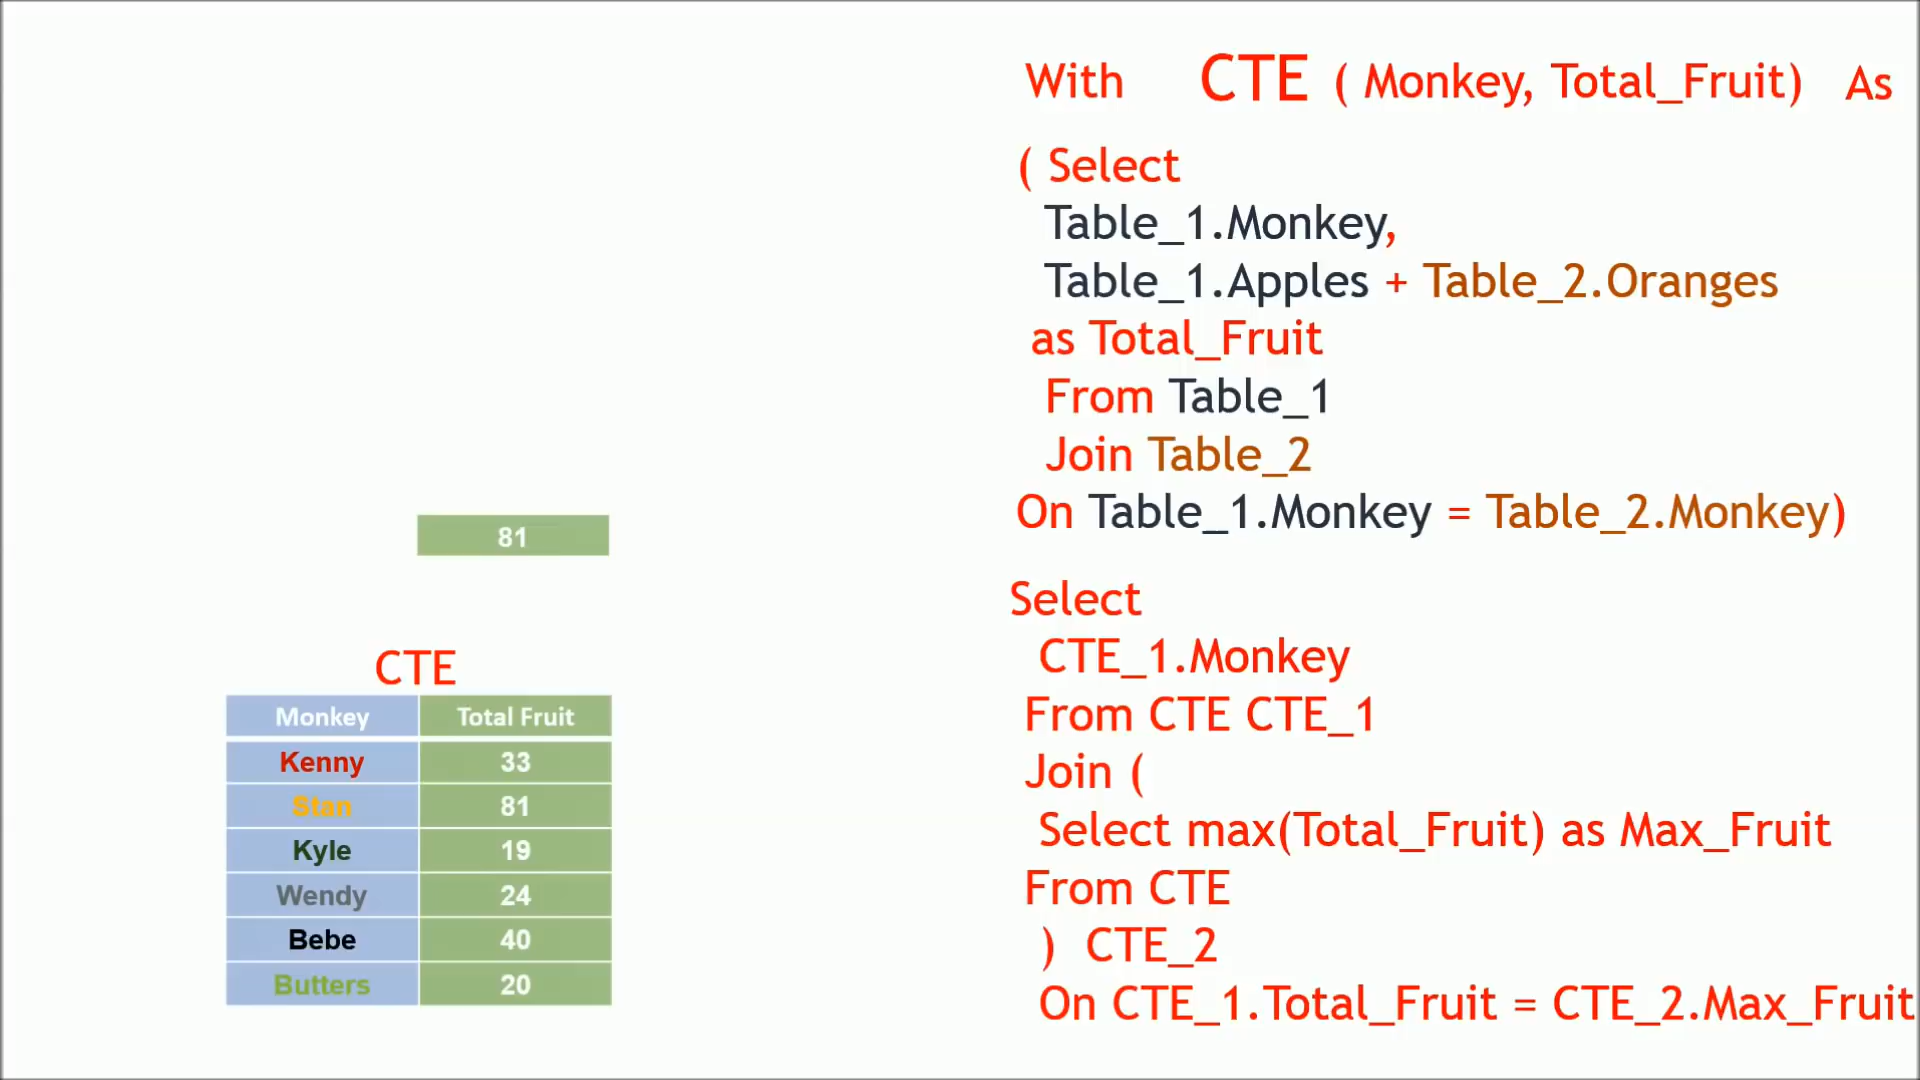 With CTE ( Monkey, Total_Fruit) As
( Select
Table_1.Monkey,
Table_1.Apples + Table_2.Oranges
as Total_Fruit
From Table_1
Join Table_2
On Table_1.Monkey = Table_2.Monkey)
Select
CTE_1.Monkey
From CTE CTE_1
Join (
Select max(Total_Fruit) as Max_Fruit
From CTE
) CTE_2
On CTE_1.Total_Fruit = CTE_2.Max_Fruit
81
CTE
Monkey Total Fruit
Kenny 33
Stan 81
Kyle 19
Wendy 24
Bebe 40
Butters 20